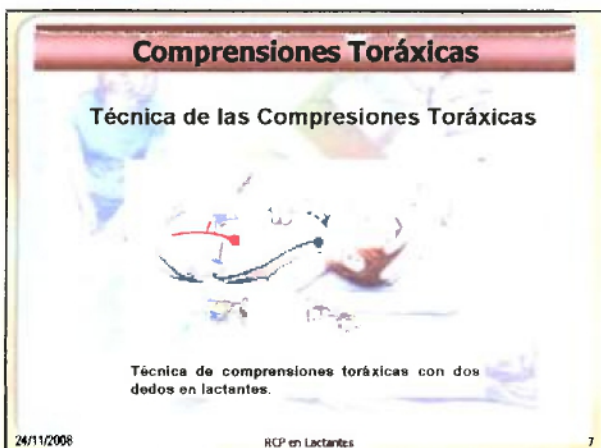 Comprensiones Toráxicas
Técnica de las Compresiones Toráxicas
Técnica de comprensiones toráxicas con dos
dedos en lactantes.
24/11/2008
RCP en Lactantes
7